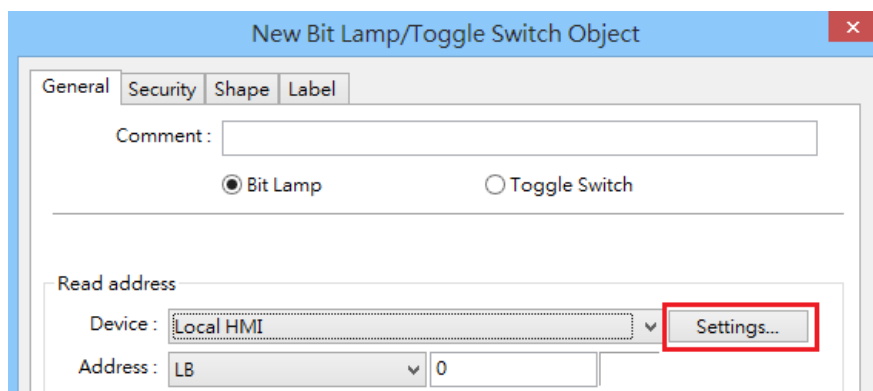 New Bit Lamp/Toggle Switch Object
General Security Shape Label
Comment :
Bit Lamp Toggle Switch
Read address
Device : Local HMI Settings...
Address : LB 0